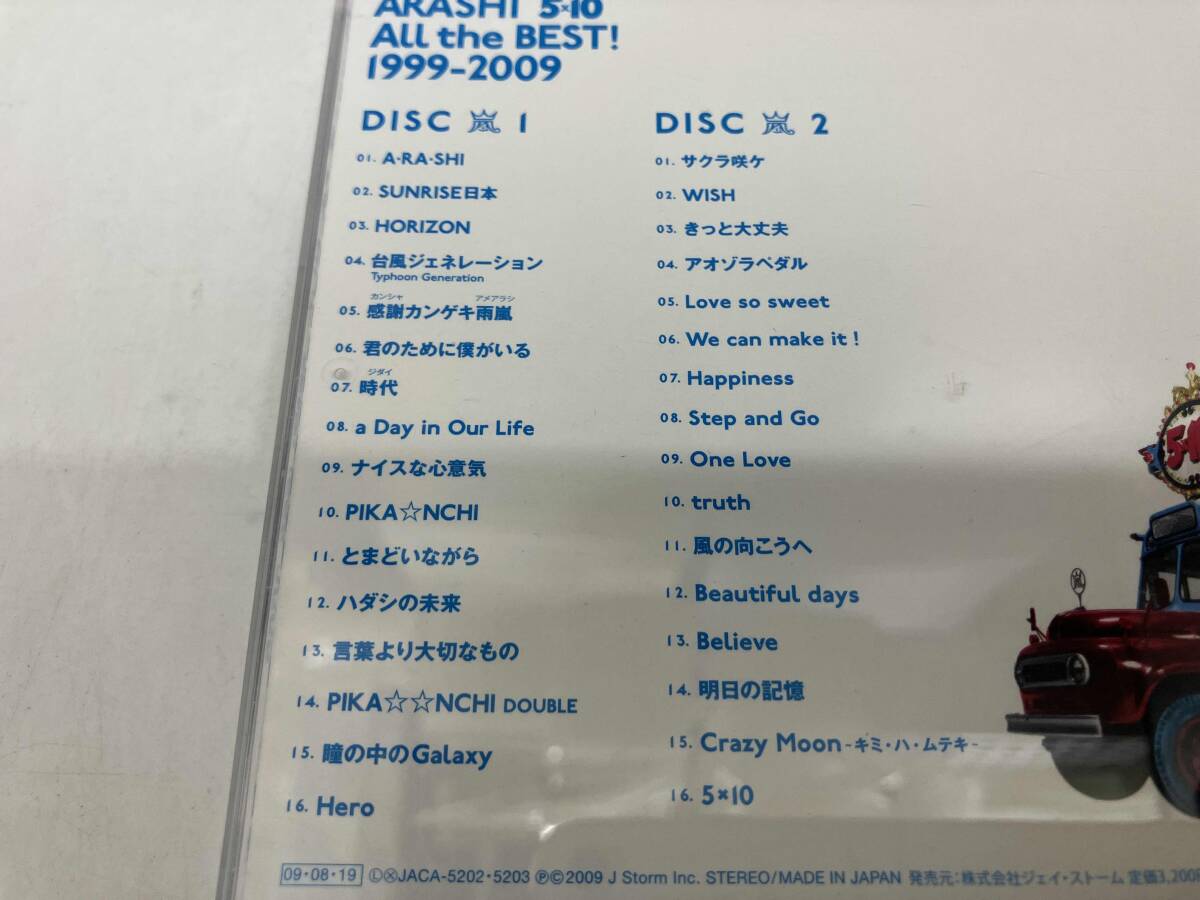 ARASHI 5×10
All the BEST!
1999-2009
DISC 嵐 1
01. A・RA・SHI
02. SUNRISE日本
03. HORIZON
04. 台風ジェネレーション
Typhoon Generation
カンシャ アメアラシ
05. 感謝カンゲキ雨嵐
06. 君のために僕がいる
ジダイ
07. 時代
08. a Day in Our Life
09. ナイスな心意気
10. PIKA☆NCHI
11. とまどいながら
12. ハダシの未来
13. 言葉より大切なもの
14. PIKA☆☆NCHI DOUBLE
15. 瞳の中のGalaxy
16. Hero
DISC 嵐 2
01. サクラ咲ケ
02. WISH
03. きっと大丈夫
04. アオゾラペダル
05. Love so sweet
06. We can make it!
07. Happiness
08. Step and Go
09. One Love
10. truth
11. 風の向こうへ
12. Beautiful days
13. Believe
14. 明日の記憶
15. Crazy Moon-キミ・ハ・ムテキ-
16. 5×10
嵐
09・08・19 ⓁⓍJACA-5202・5203 ℗©2009 J Storm Inc. STEREO/MADE IN JAPAN 発売元:株式会社ジェイ・ストーム 定価3,200